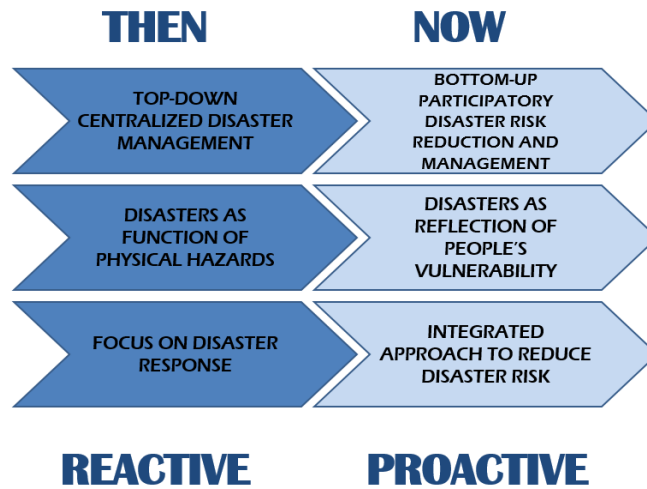 THEN
NOW
TOP-DOWN
CENTRALIZED DISASTER
MANAGEMENT
BOTTOM-UP
PARTICIPATORY
DISASTER RISK
REDUCTION AND
MANAGEMENT
DISASTERS AS
FUNCTION OF
PHYSICAL HAZARDS
DISASTERS AS
REFLECTION OF
PEOPLE'S
VULNERABILITY
FOCUS ON DISASTER
RESPONSE
INTEGRATED
APPROACH TO REDUCE
DISASTER RISK
REACTIVE
PROACTIVE